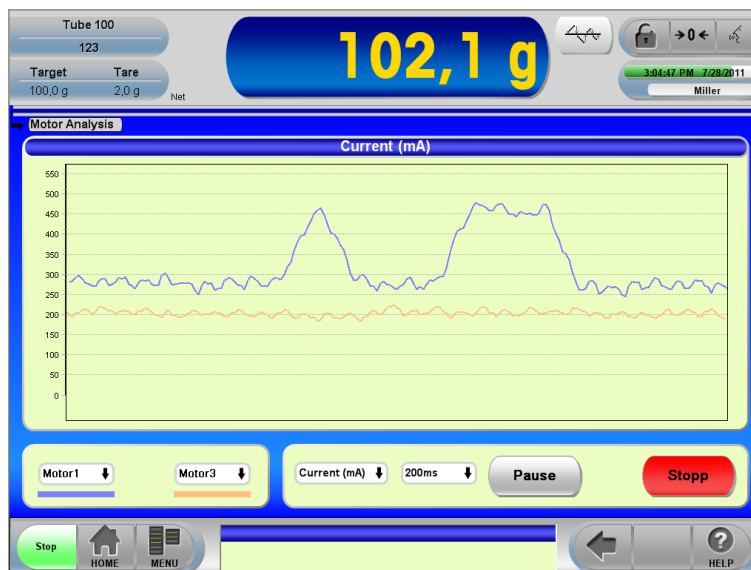 Tube 100
123
Target Tare
100,0 g 2,0 g
Net
102,1 g
→0←
3:04:47 PM 7/28/2011
Miller
Motor Analysis
Current (mA)
550
500
450
400
350
300
250
200
150
100
50
0
Motor1
Motor3
Current (mA)
200ms
Pause
Stopp
Stop
HOME
MENU
?
HELP